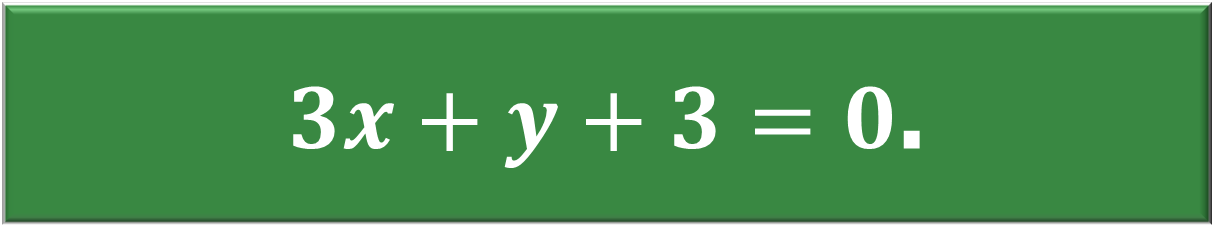 3x + y + 3 = 0.